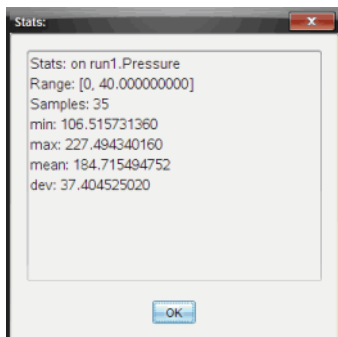 Stats:
Stats: on run1.Pressure
Range: [0, 40.000000000]
Samples: 35
min: 106.515731360
max: 227.494340160
mean: 184.715494752
dev: 37.404525020
OK